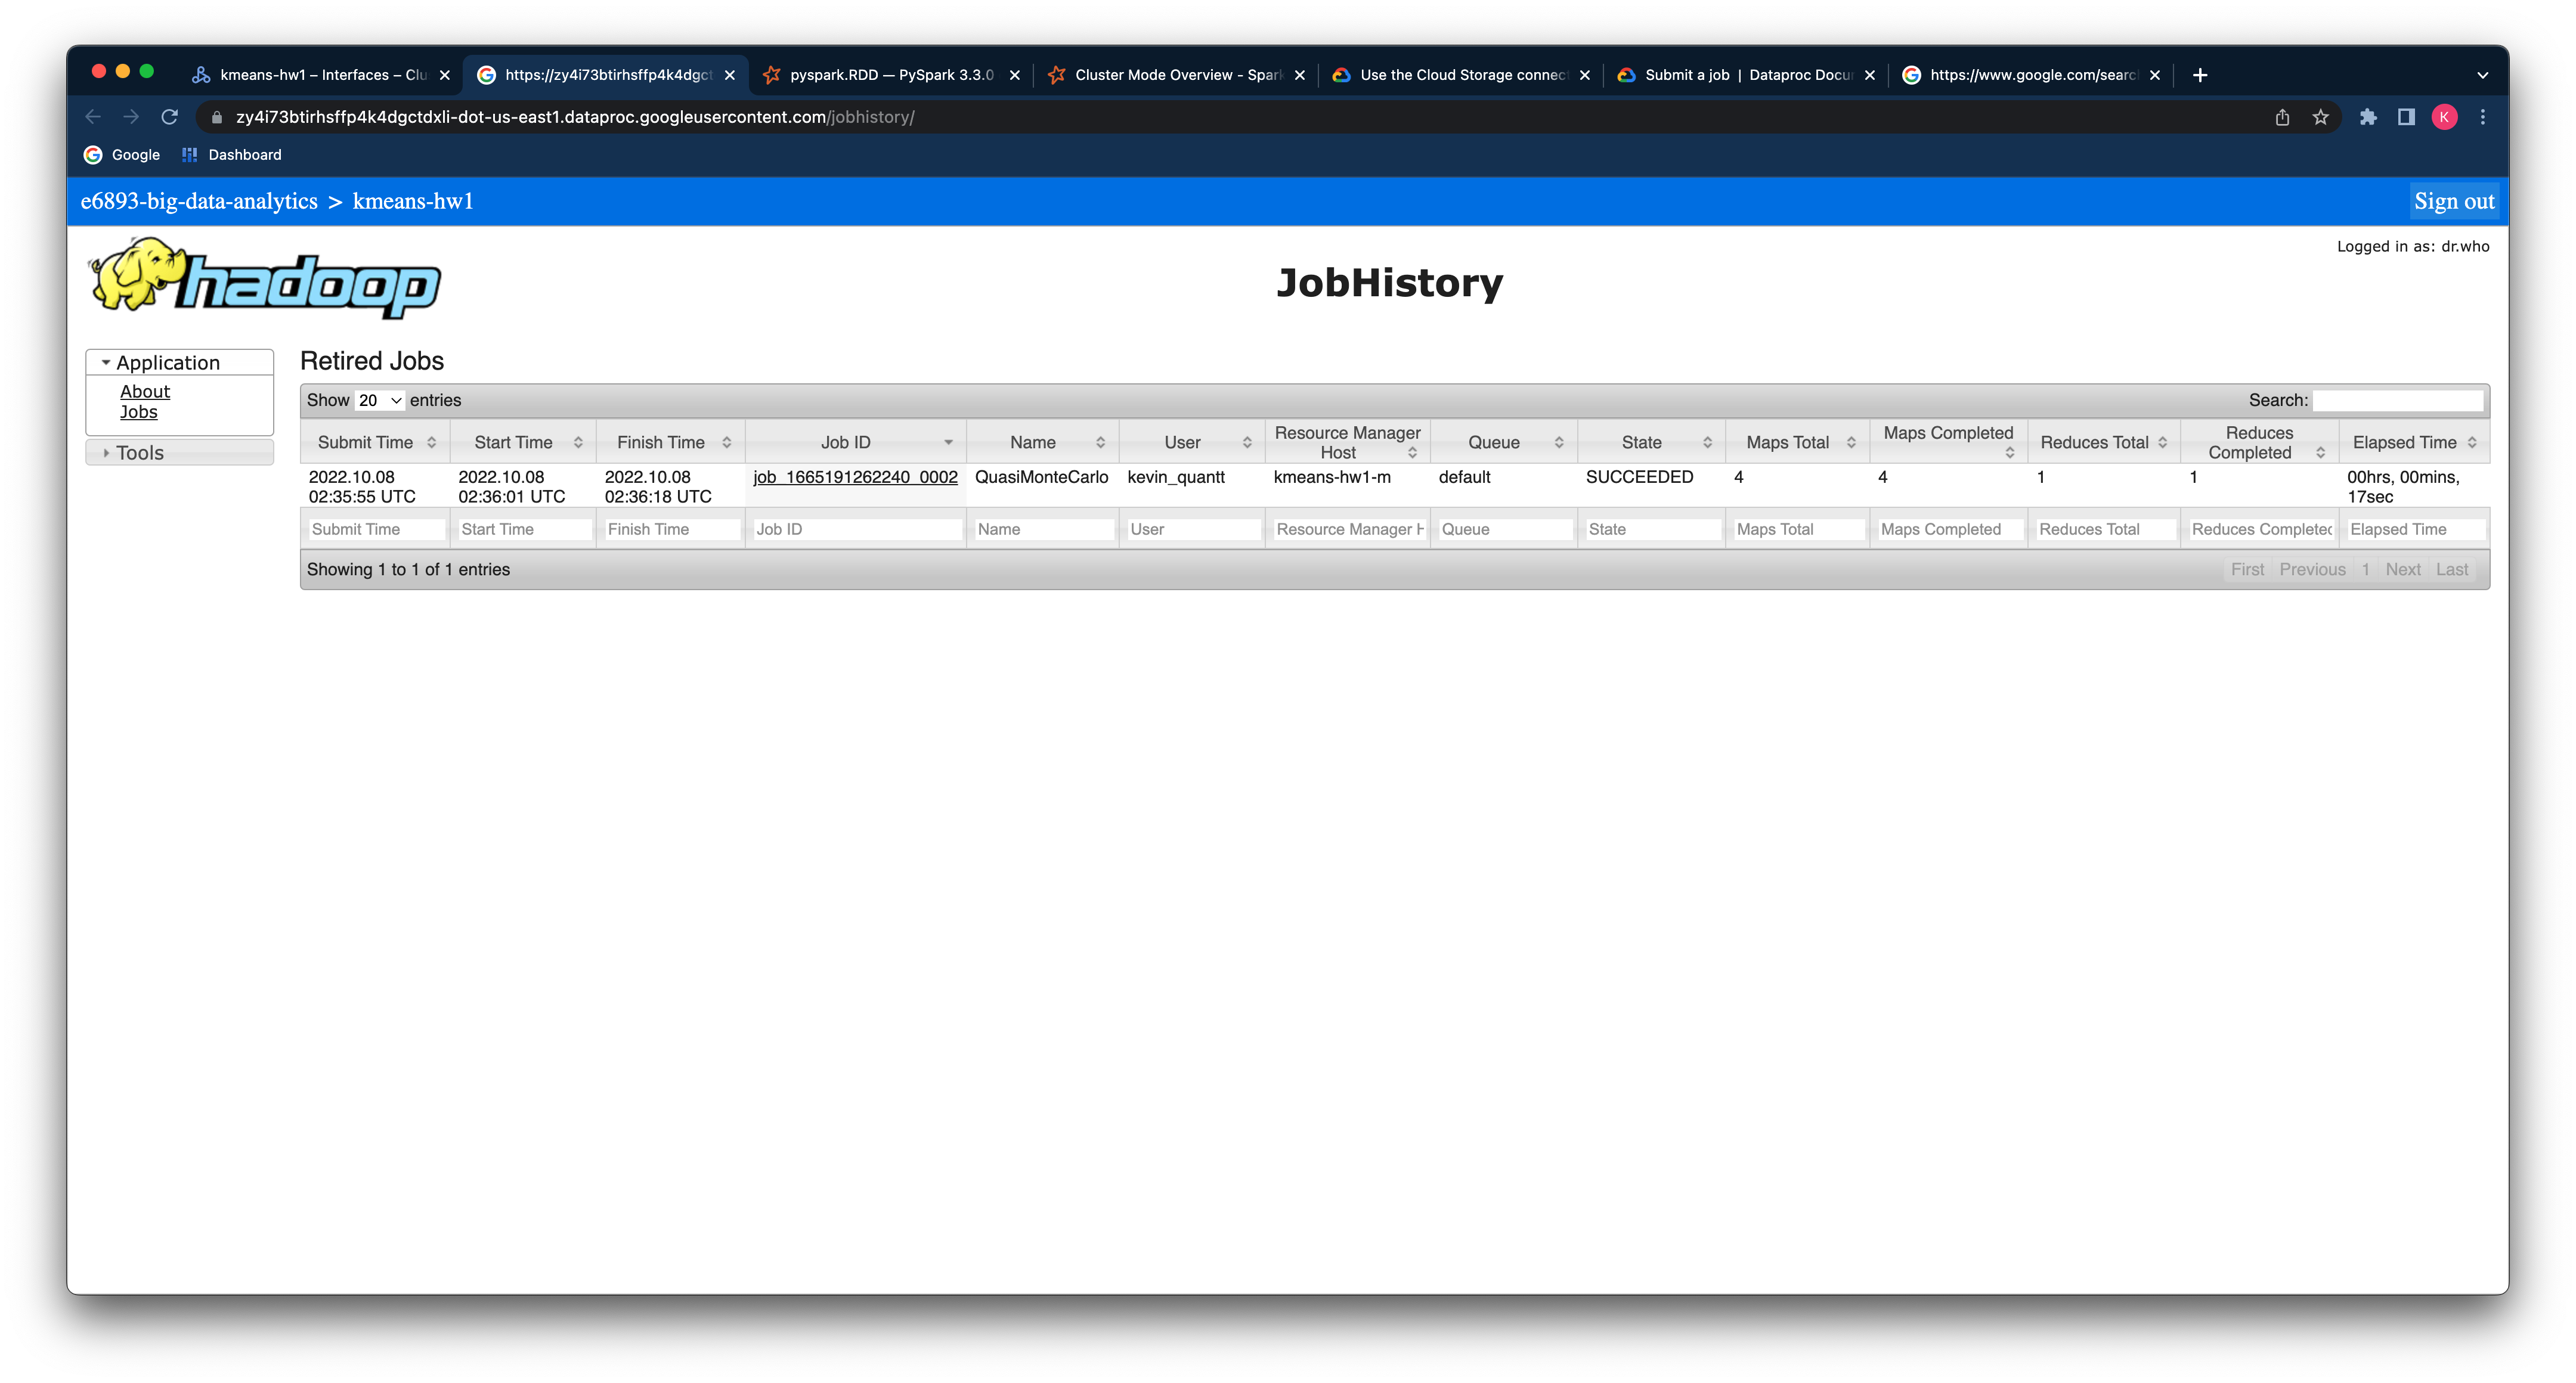 kmeans-hw1 – Interfaces – Clu
https://zy4i73btirhsffp4k4dgct
pyspark.RDD — PySpark 3.3.0
Cluster Mode Overview - Spark
Use the Cloud Storage connec
Submit a job | Dataproc Docu
https://www.google.com/searc
zy4i73btirhsffp4k4dgctdxli-dot-us-east1.dataproc.googleusercontent.com/jobhistory/
K
Google
Dashboard
e6893-big-data-analytics > kmeans-hw1
Sign out
hadoop
JobHistory
Logged in as: dr.who
Application
About
Jobs
Tools
Retired Jobs
Show 20 entries
Search:
Submit Time
Start Time
Finish Time
Job ID
Name
User
Resource Manager
Host
Queue
State
Maps Total
Maps Completed
Reduces Total
Reduces
Completed
Elapsed Time
2022.10.08
02:35:55 UTC
2022.10.08
02:36:01 UTC
2022.10.08
02:36:18 UTC
job_1665191262240_0002
QuasiMonteCarlo
kevin_quantt
kmeans-hw1-m
default
SUCCEEDED
4
4
1
1
00hrs, 00mins,
17sec
Submit Time
Start Time
Finish Time
Job ID
Name
User
Resource Manager H
Queue
State
Maps Total
Maps Completed
Reduces Total
Reduces Completed
Elapsed Time
Showing 1 to 1 of 1 entries
First Previous 1 Next Last